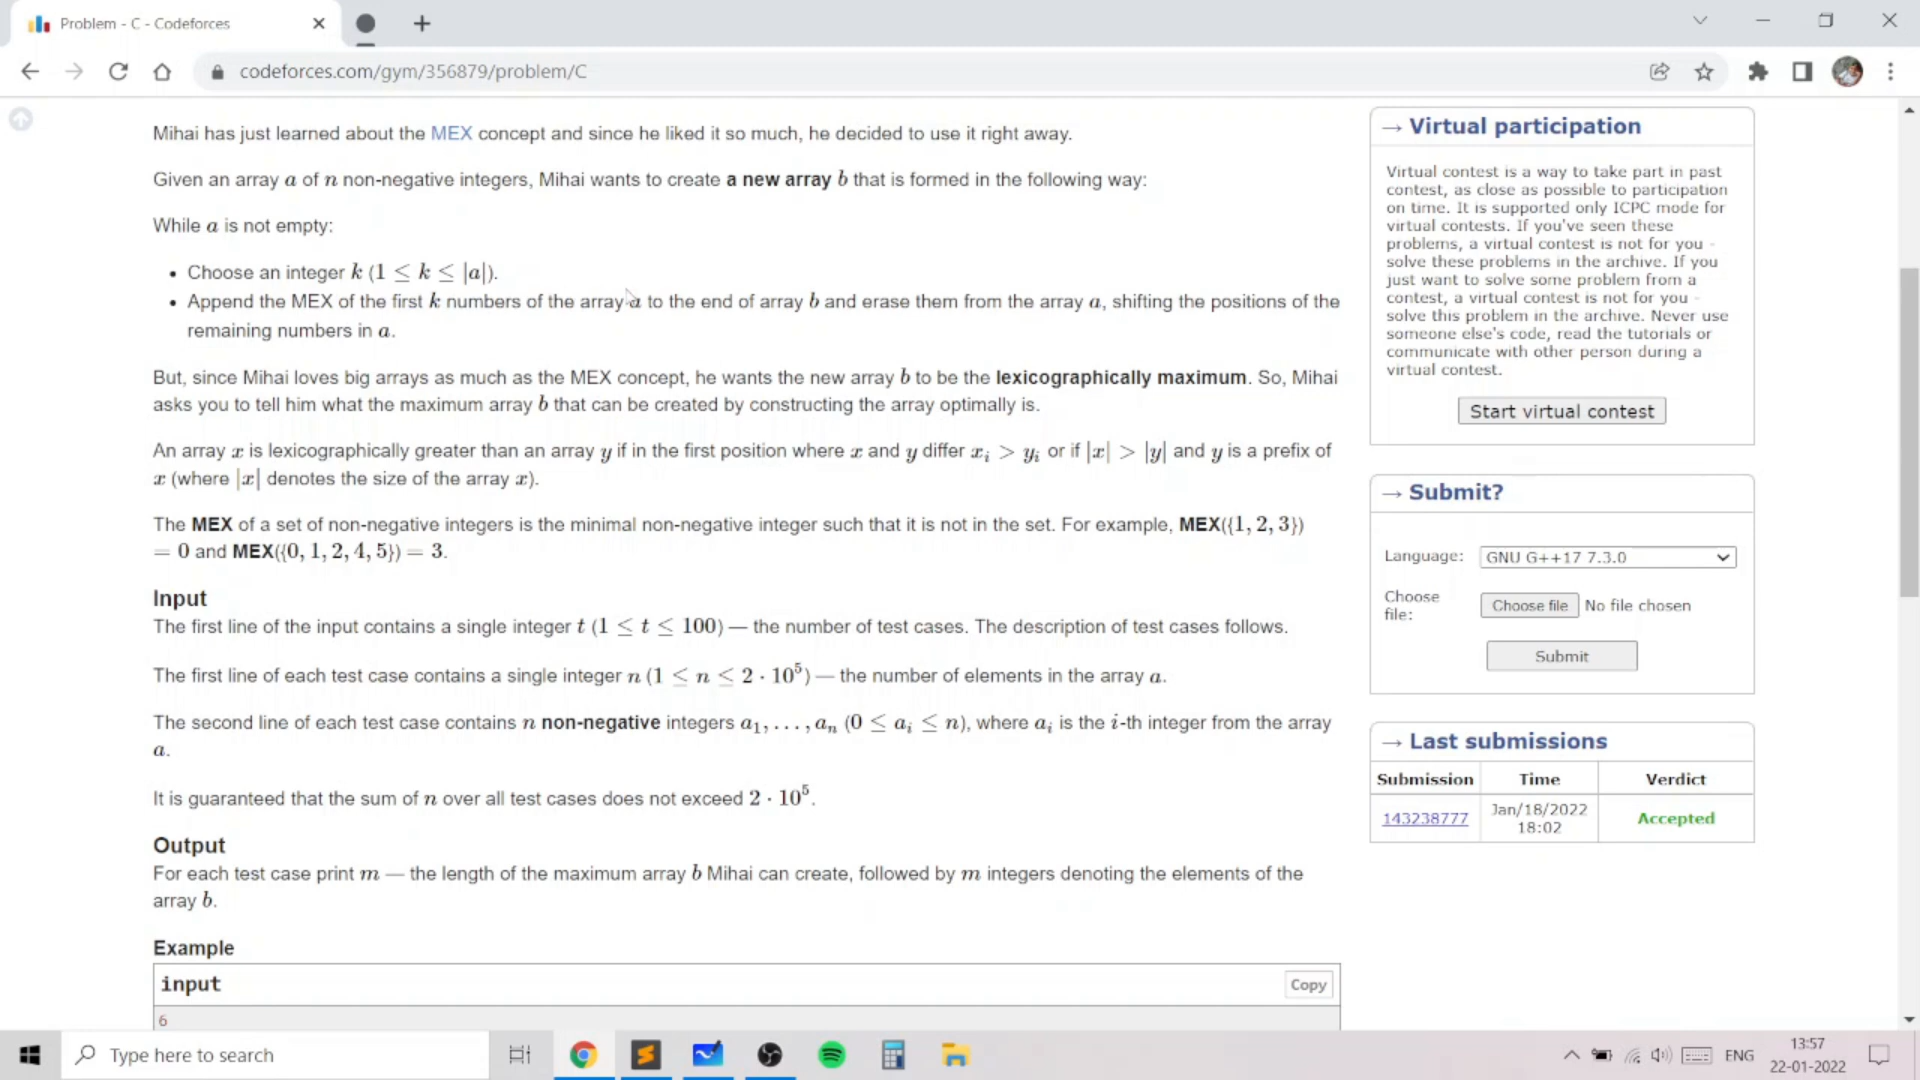 Problem - C - Codeforces
codeforces.com/gym/356879/problem/C
Mihai has just learned about the MEX concept and since he liked it so much, he decided to use it right away.
Given an array a of n non-negative integers, Mihai wants to create a new array b that is formed in the following way:
While a is not empty:
• Choose an integer k (1 ≤ k ≤ |a|).
• Append the MEX of the first k numbers of the array a to the end of array b and erase them from the array a, shifting the positions of the
remaining numbers in a.
But, since Mihai loves big arrays as much as the MEX concept, he wants the new array b to be the lexicographically maximum. So, Mihai
asks you to tell him what the maximum array b that can be created by constructing the array optimally is.
An array x is lexicographically greater than an array y if in the first position where x and y differ xᵢ > yᵢ or if |x| > |y| and y is a prefix of
x (where |x| denotes the size of the array x).
The MEX of a set of non-negative integers is the minimal non-negative integer such that it is not in the set. For example, MEX({1, 2, 3})
= 0 and MEX({0, 1, 2, 4, 5}) = 3.
Input
The first line of the input contains a single integer t (1 ≤ t ≤ 100) — the number of test cases. The description of test cases follows.
The first line of each test case contains a single integer n (1 ≤ n ≤ 2 · 10⁵) — the number of elements in the array a.
The second line of each test case contains n non-negative integers a₁, . . . , aₙ (0 ≤ aᵢ ≤ n), where aᵢ is the i-th integer from the array
a.
It is guaranteed that the sum of n over all test cases does not exceed 2 · 10⁵.
Output
For each test case print m — the length of the maximum array b Mihai can create, followed by m integers denoting the elements of the
array b.
Example
input
Copy
6
→ Virtual participation
Virtual contest is a way to take part in past
contest, as close as possible to participation
on time. It is supported only ICPC mode for
virtual contests. If you've seen these
problems, a virtual contest is not for you -
solve these problems in the archive. If you
just want to solve some problem from a
contest, a virtual contest is not for you -
solve this problem in the archive. Never use
someone else's code, read the tutorials or
communicate with other person during a
virtual contest.
Start virtual contest
→ Submit?
Language: GNU G++17 7.3.0
Choose
file:
Choose file No file chosen
Submit
→ Last submissions
Submission Time Verdict
143238777 Jan/18/2022
18:02 Accepted
Type here to search
ENG
13:57
22-01-2022